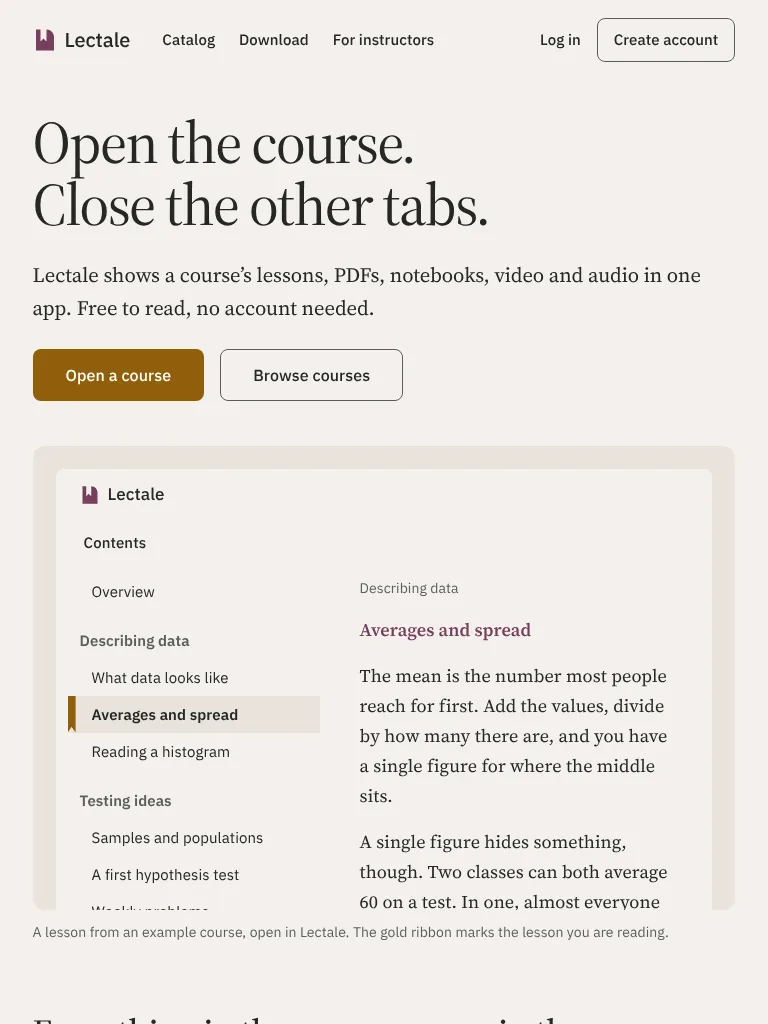 Lectale
Catalog
Download
For instructors
Log in
Create account
Open the course.
Close the other tabs.
Lectale shows a course’s lessons, PDFs, notebooks, video and audio in one
app. Free to read, no account needed.
Open a course
Browse courses
Lectale
Contents
Overview
Describing data
What data looks like
Averages and spread
Reading a histogram
Testing ideas
Samples and populations
A first hypothesis test
Describing data
Averages and spread
The mean is the number most people
reach for first. Add the values, divide
by how many there are, and you have
a single figure for where the middle
sits.
A single figure hides something,
though. Two classes can both average
60 on a test. In one, almost everyone
A lesson from an example course, open in Lectale. The gold ribbon marks the lesson you are reading.